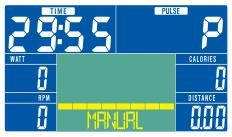 TIME
PULSE
29:55
P
WATT
CALORIES
0
0
RPM
DISTANCE
0
0.00
MANUAL